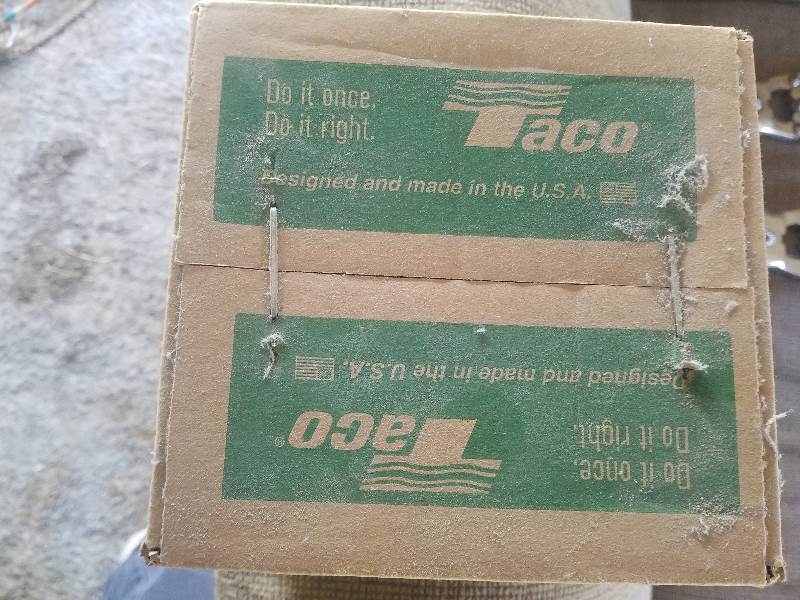 Do it once.
Do it right.
Taco®
Designed and made in the U.S.A.
Designed and made in the U.S.A.
Taco®
Do it once.
Do it right.